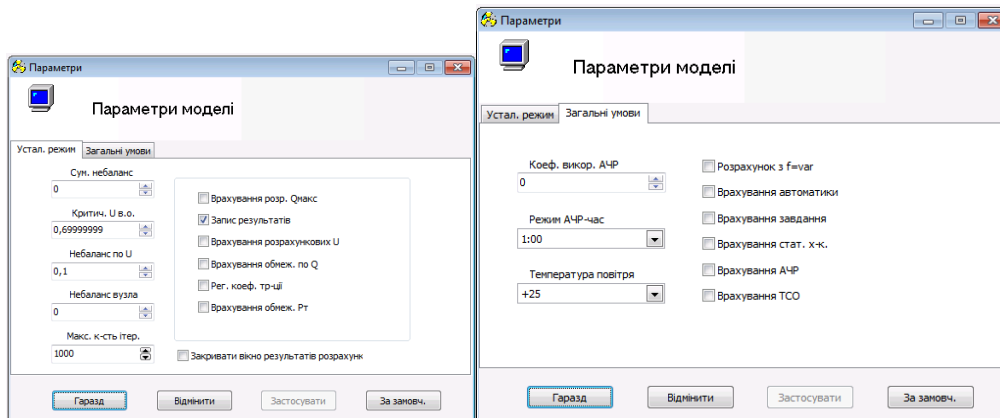 Параметри
Параметри моделі
Устал. режим
Загальні умови
Сум. небаланс
0
Критич. U в.о.
0,69999999
Небаланс по U
0,1
Небаланс вузла
0
Макс. к-сть ітер.
1000
Врахування розр. Qмакс
Запис результатів
Врахування розрахункових U
Врахування обмеж. по Q
Рег. коеф. тр-ції
Врахування обмеж. Рт
Закривати вікно результатів розрахунк
Гаразд
Відмінити
Застосувати
За замовч.
Параметри
Параметри моделі
Устал. режим
Загальні умови
Коеф. викор. АЧР
0
Режим АЧР-час
1:00
Температура повітря
+25
Розрахунок з f=var
Врахування автоматики
Врахування завдання
Врахування стат. х-к.
Врахування АЧР
Врахування ТСО
Гаразд
Відмінити
Застосувати
За замовч.